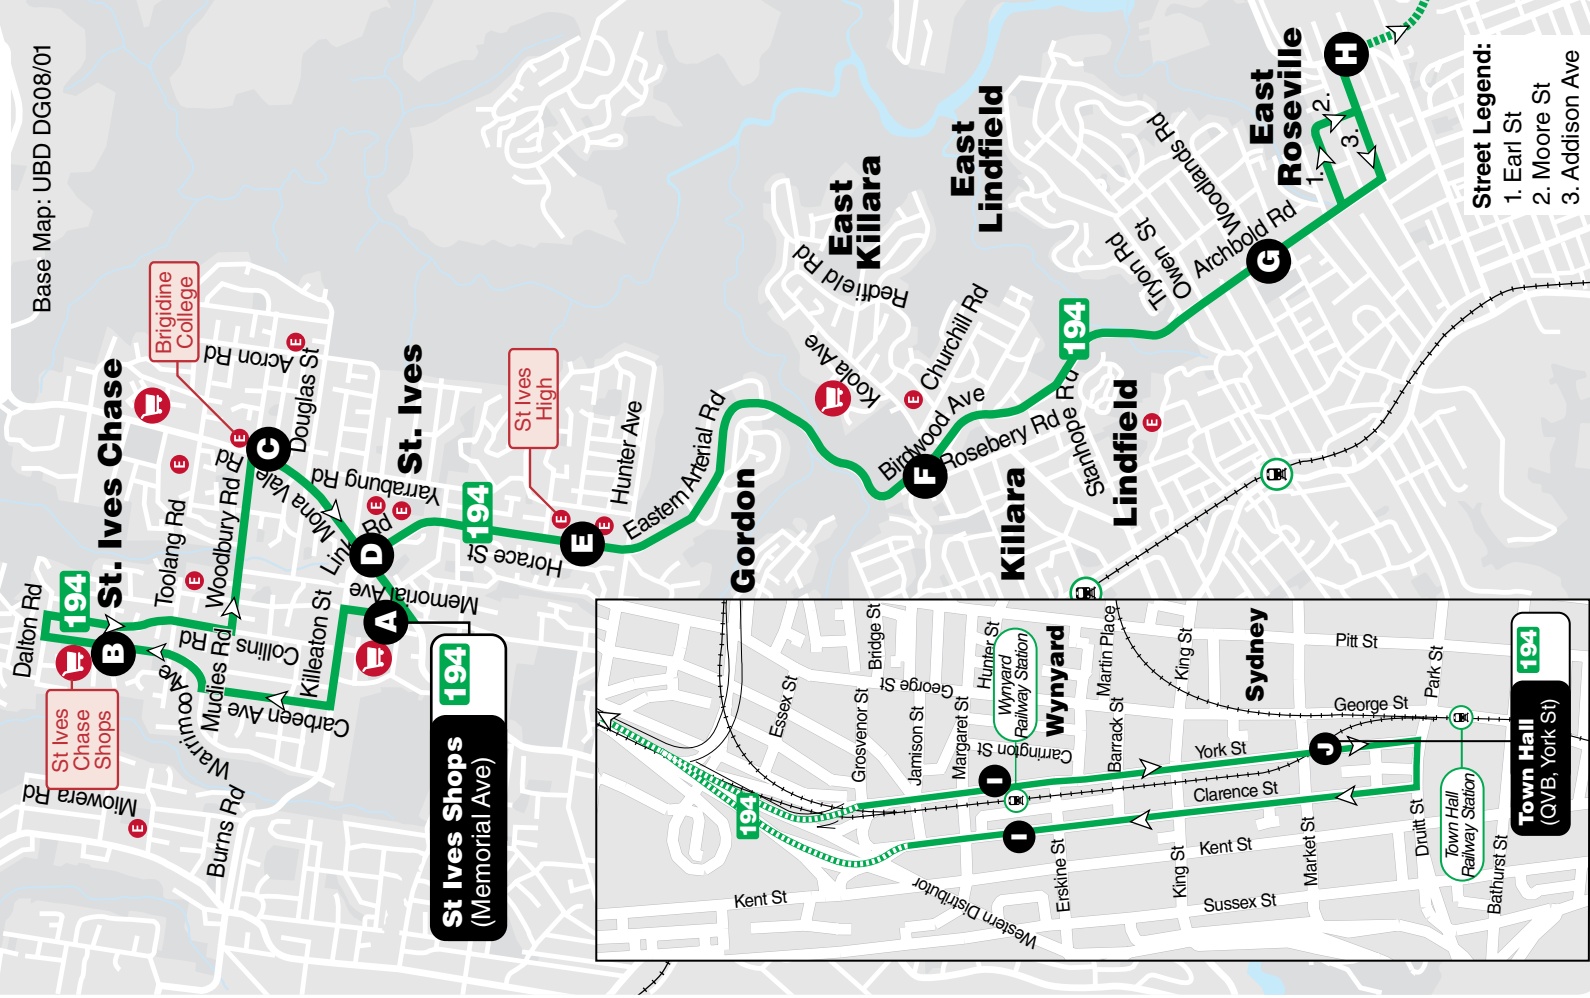 Base Map: UBD DG08/01
Dalton Rd
194
B
St. Ives Chase
St Ives
Chase
Shops
Brigidine
College
Toolang Rd
Acron Rd
Douglas St
C
Woodbury Rd
Mona Vale Rd
Collins Rd
Mudies Rd
Warrimoo Ave
Carbeen Ave
Killeaton St
Miowera Rd
Burns Rd
Link Rd
D
Yarrabung Rd
St. Ives
Memorial Ave
A
194
St Ives Shops
(Memorial Ave)
194
Horace St
St Ives
High
E
Hunter Ave
Eastern Arterial Rd
Gordon
East
Killara
Redfield Rd
Koola Ave
Churchill Rd
Birdwood Ave
F
Rosebery Rd
Stanhope Rd
Killara
Lindfield
East
Lindfield
194
Tryon Rd
Owen St
Woodlands Rd
Archbold Rd
G
East
Roseville
1.
2.
3.
H
Street Legend:
1. Earl St
2. Moore St
3. Addison Ave
E
E
E
E
E
E
E
E
E
E
E
Bridge St
Essex St
George St
Grosvenor St
Jamison St
Margaret St
Hunter St
Wynyard
Railway Station
Wynyard
Carrington St
Martin Place
Barrack St
King St
Sydney
Pitt St
Park St
George St
York St
Clarence St
194
I
I
J
Kent St
Western Distributor
Erskine St
King St
Kent St
Sussex St
Market St
Druitt St
Town Hall
Railway Station
Bathurst St
Town Hall
(QVB, York St)
194